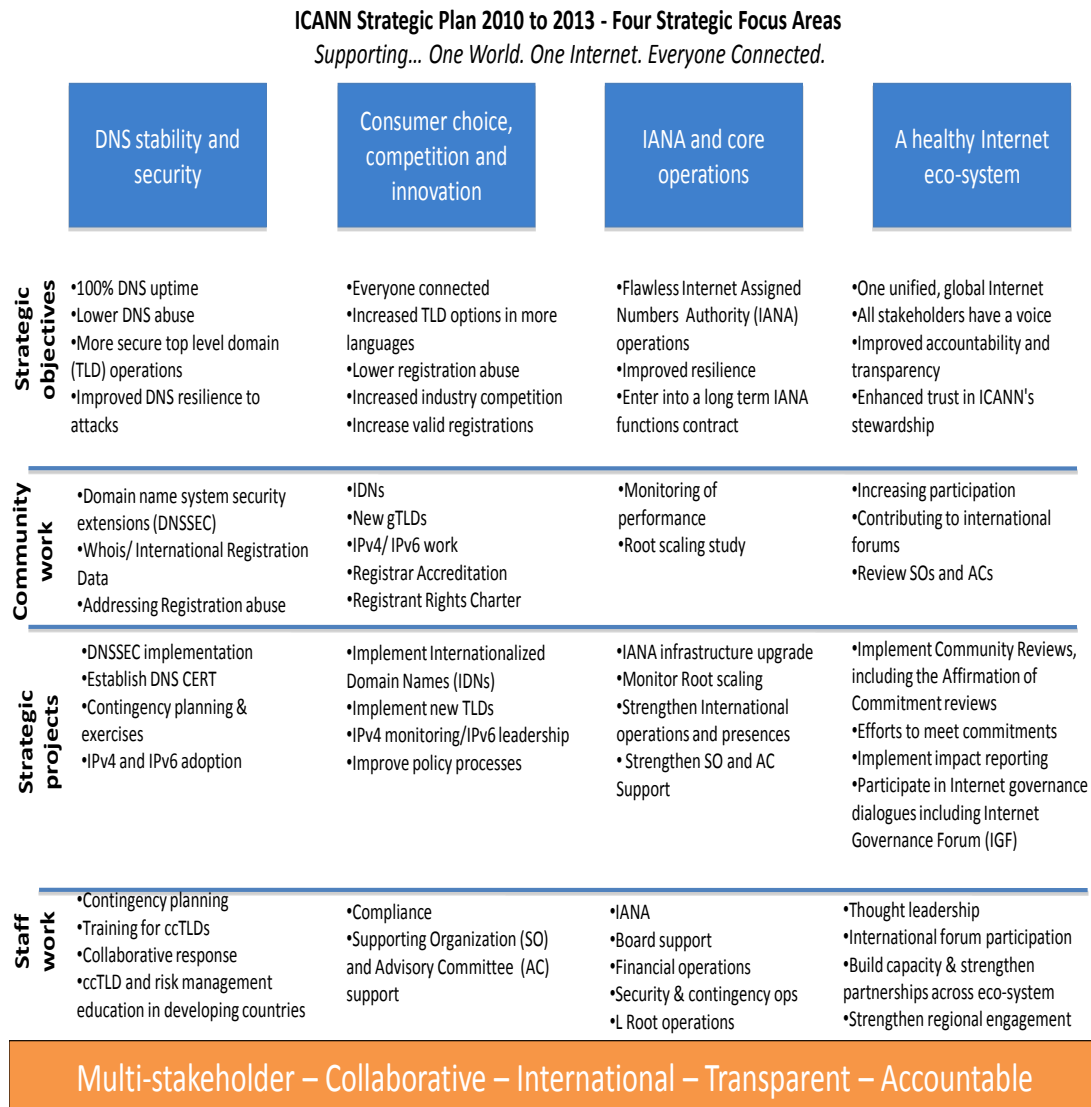 ICANN Strategic Plan 2010 to 2013 - Four Strategic Focus Areas
Supporting... One World. One Internet. Everyone Connected.
DNS stability and
security
Consumer choice,
competition and
innovation
IANA and core
operations
A healthy Internet
eco-system
Strategic
objectives
•100% DNS uptime
•Lower DNS abuse
•More secure top level domain
(TLD) operations
•Improved DNS resilience to
attacks
•Everyone connected
•Increased TLD options in more
languages
•Lower registration abuse
•Increased industry competition
•Increase valid registrations
•Flawless Internet Assigned
Numbers Authority (IANA)
operations
•Improved resilience
•Enter into a long term IANA
functions contract
•One unified, global Internet
•All stakeholders have a voice
•Improved accountability and
transparency
•Enhanced trust in ICANN's
stewardship
Community
work
•Domain name system security
extensions (DNSSEC)
•Whois/ International Registration
Data
•Addressing Registration abuse
•IDNs
•New gTLDs
•IPv4/ IPv6 work
•Registrar Accreditation
•Registrant Rights Charter
•Monitoring of
performance
•Root scaling study
•Increasing participation
•Contributing to international
forums
•Review SOs and ACs
Strategic
projects
•DNSSEC implementation
•Establish DNS CERT
•Contingency planning &
exercises
•IPv4 and IPv6 adoption
•Implement Internationalized
Domain Names (IDNs)
•Implement new TLDs
•IPv4 monitoring/IPv6 leadership
•Improve policy processes
•IANA infrastructure upgrade
•Monitor Root scaling
•Strengthen International
operations and presences
• Strengthen SO and AC
Support
•Implement Community Reviews,
including the Affirmation of
Commitment reviews
•Efforts to meet commitments
•Implement impact reporting
•Participate in Internet governance
dialogues including Internet
Governance Forum (IGF)
Staff
work
•Contingency planning
•Training for ccTLDs
•Collaborative response
•ccTLD and risk management
education in developing countries
•Compliance
•Supporting Organization (SO)
and Advisory Committee (AC)
support
•IANA
•Board support
•Financial operations
•Security & contingency ops
•L Root operations
•Thought leadership
•International forum participation
•Build capacity & strengthen
partnerships across eco-system
•Strengthen regional engagement
Multi-stakeholder – Collaborative – International – Transparent – Accountable